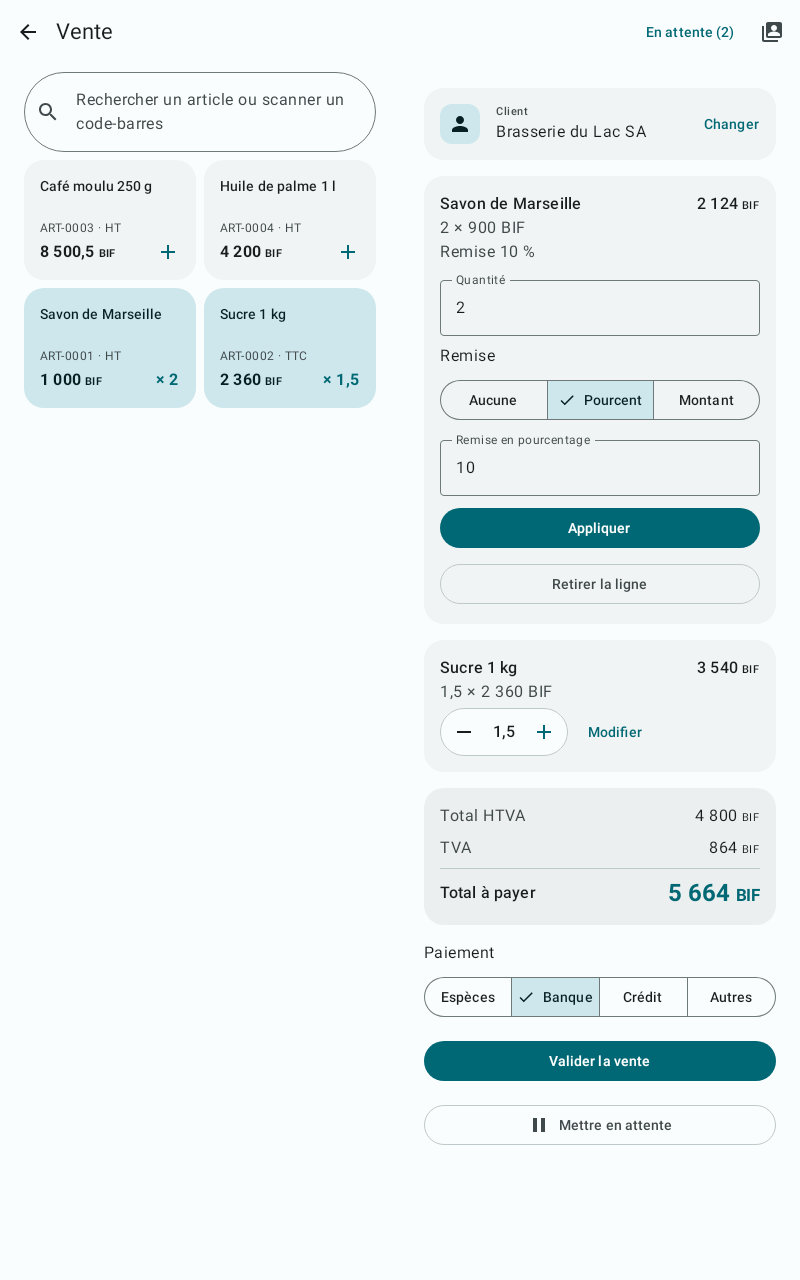 Vente
En attente (2)
Rechercher un article ou scanner un
code-barres
Café moulu 250 g
ART-0003 · HT
8 500,5 BIF
Huile de palme 1 l
ART-0004 · HT
4 200 BIF
Savon de Marseille
ART-0001 · HT
1 000 BIF × 2
Sucre 1 kg
ART-0002 · TTC
2 360 BIF × 1,5
Client
Brasserie du Lac SA
Changer
Savon de Marseille 2 124 BIF
2 × 900 BIF
Remise 10 %
Quantité
2
Remise
Aucune Pourcent Montant
Remise en pourcentage
10
Appliquer
Retirer la ligne
Sucre 1 kg 3 540 BIF
1,5 × 2 360 BIF
1,5 Modifier
Total HTVA 4 800 BIF
TVA 864 BIF
Total à payer 5 664 BIF
Paiement
Espèces Banque Crédit Autres
Valider la vente
Mettre en attente